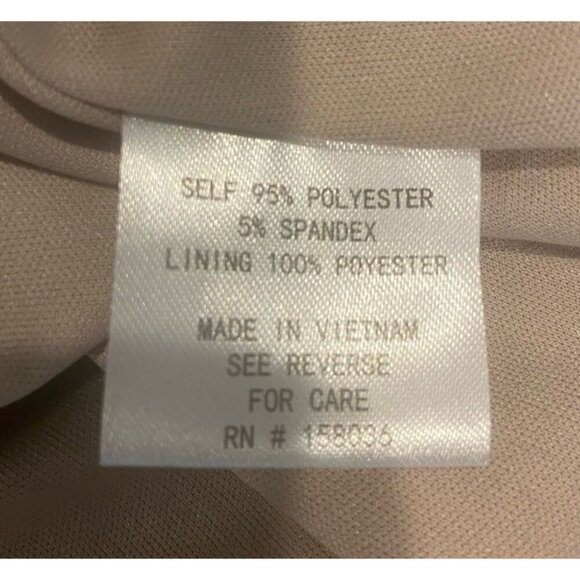 SELF 95% POLYESTER
5% SPANDEX
LINING 100% POYESTER
MADE IN VIETNAM
SEE REVERSE
FOR CARE
RN # 158036